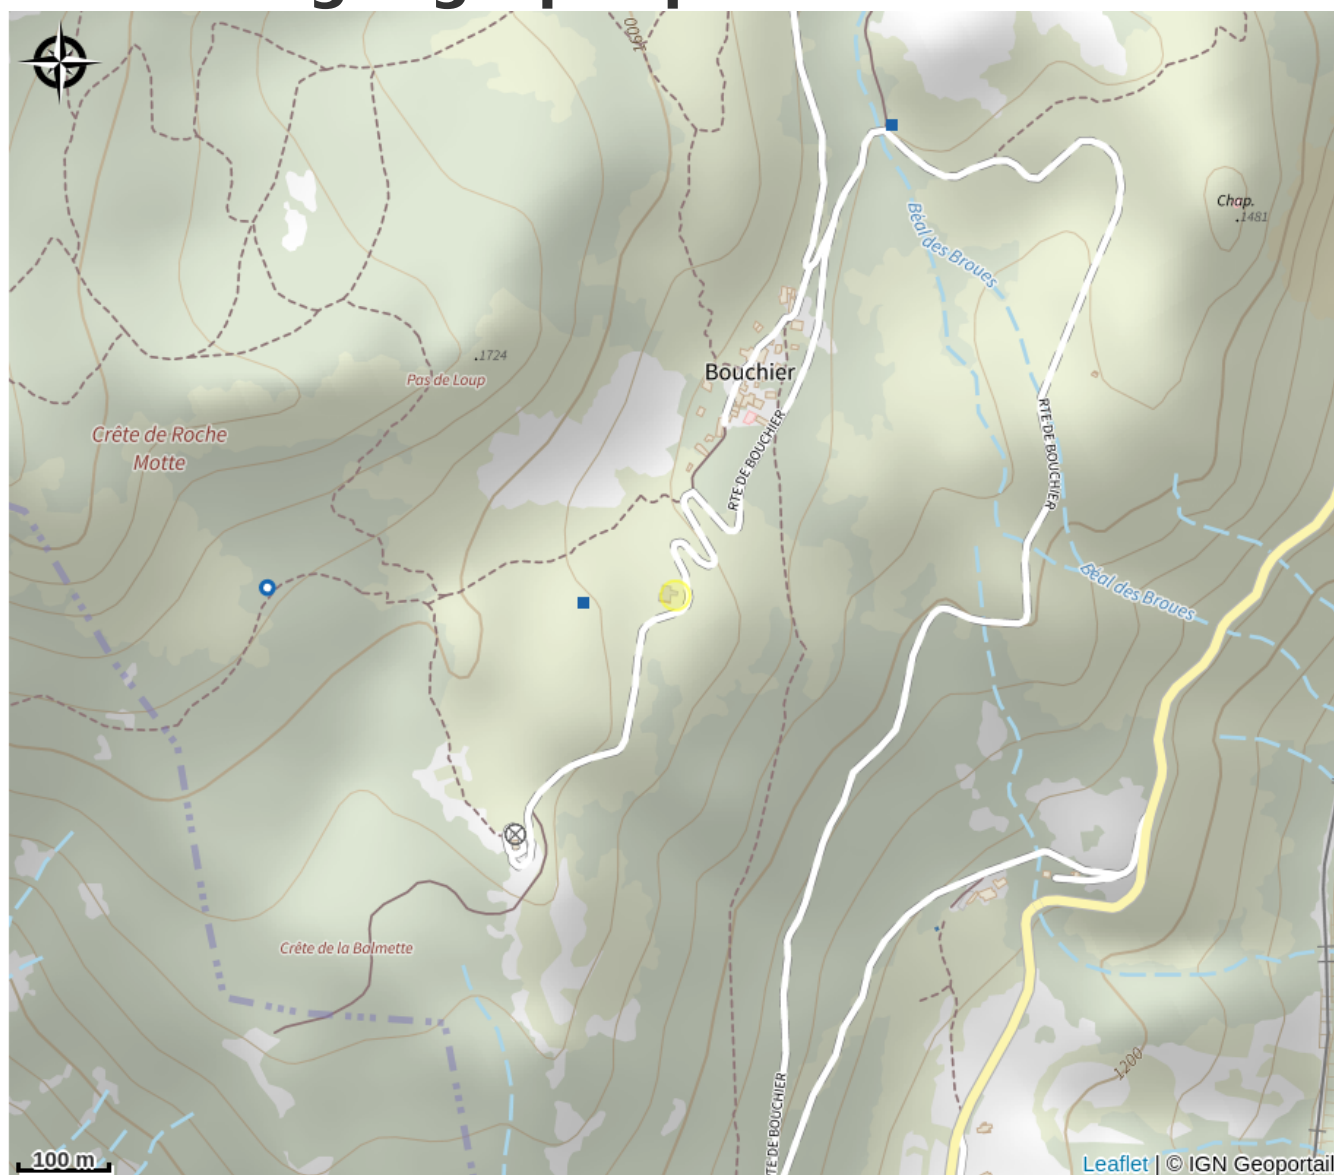 1600
Chap.
.1481
Béal des Broues
.1724
Pas de Loup
Bouchier
Crête de Roche
Motte
RTE DE BOUCHIER
RTE DE BOUCHIER
Béal des Broues
Crête de la Balmette
1200
TE DE BOUCHIER
100 m
Leaflet | © IGN Geoportail